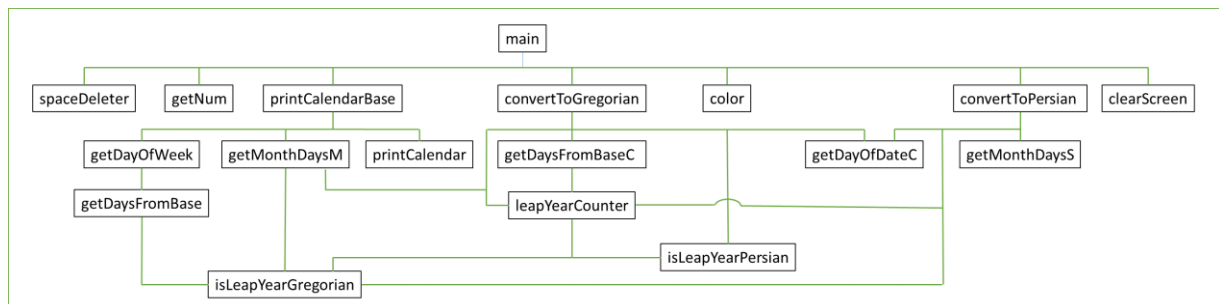 main
spaceDeleter
getNum
printCalendarBase
convertToGregorian
color
convertToPersian
clearScreen
getDayOfWeek
getMonthDaysM
printCalendar
getDaysFromBaseC
getDayOfDateC
getMonthDaysS
getDaysFromBase
leapYearCounter
isLeapYearPersian
isLeapYearGregorian